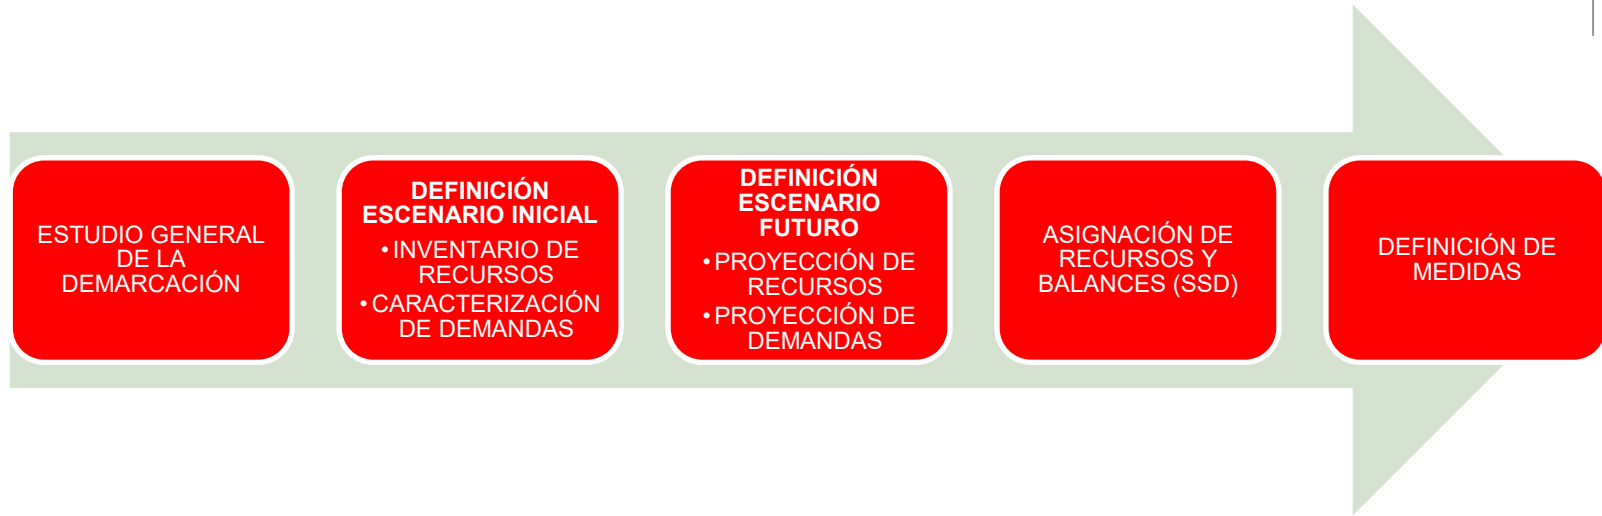 ESTUDIO GENERAL
DE LA
DEMARCACIÓN
DEFINICIÓN
ESCENARIO INICIAL
• INVENTARIO DE
RECURSOS
• CARACTERIZACIÓN
DE DEMANDAS
DEFINICIÓN
ESCENARIO
FUTURO
• PROYECCIÓN DE
RECURSOS
• PROYECCIÓN DE
DEMANDAS
ASIGNACIÓN DE
RECURSOS Y
BALANCES (SSD)
DEFINICIÓN DE
MEDIDAS